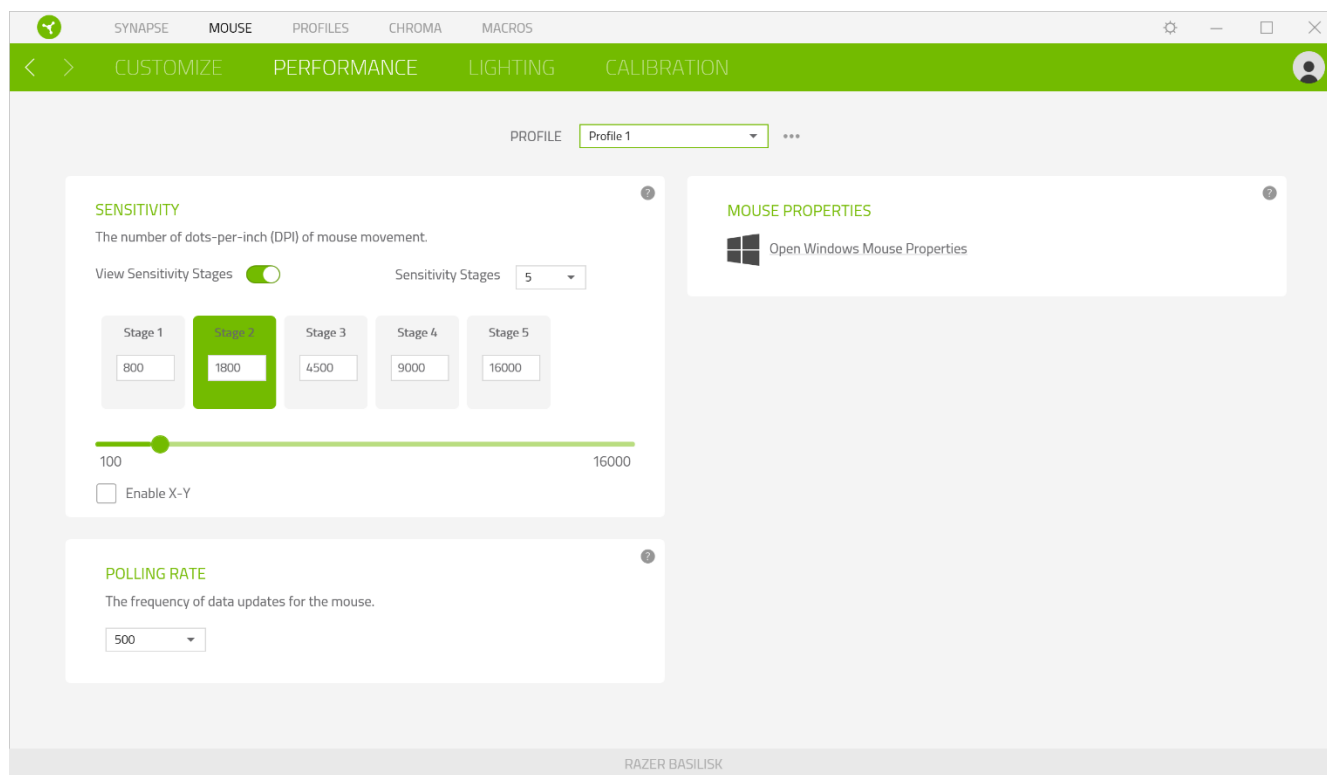 SYNAPSE MOUSE PROFILES CHROMA MACROS
CUSTOMIZE PERFORMANCE LIGHTING CALIBRATION
PROFILE Profile 1
SENSITIVITY
The number of dots-per-inch (DPI) of mouse movement.
View Sensitivity Stages Sensitivity Stages 5
Stage 1 Stage 2 Stage 3 Stage 4 Stage 5
800 1800 4500 9000 16000
100 16000
Enable X-Y
MOUSE PROPERTIES
Open Windows Mouse Properties
POLLING RATE
The frequency of data updates for the mouse.
500
RAZER BASILISK